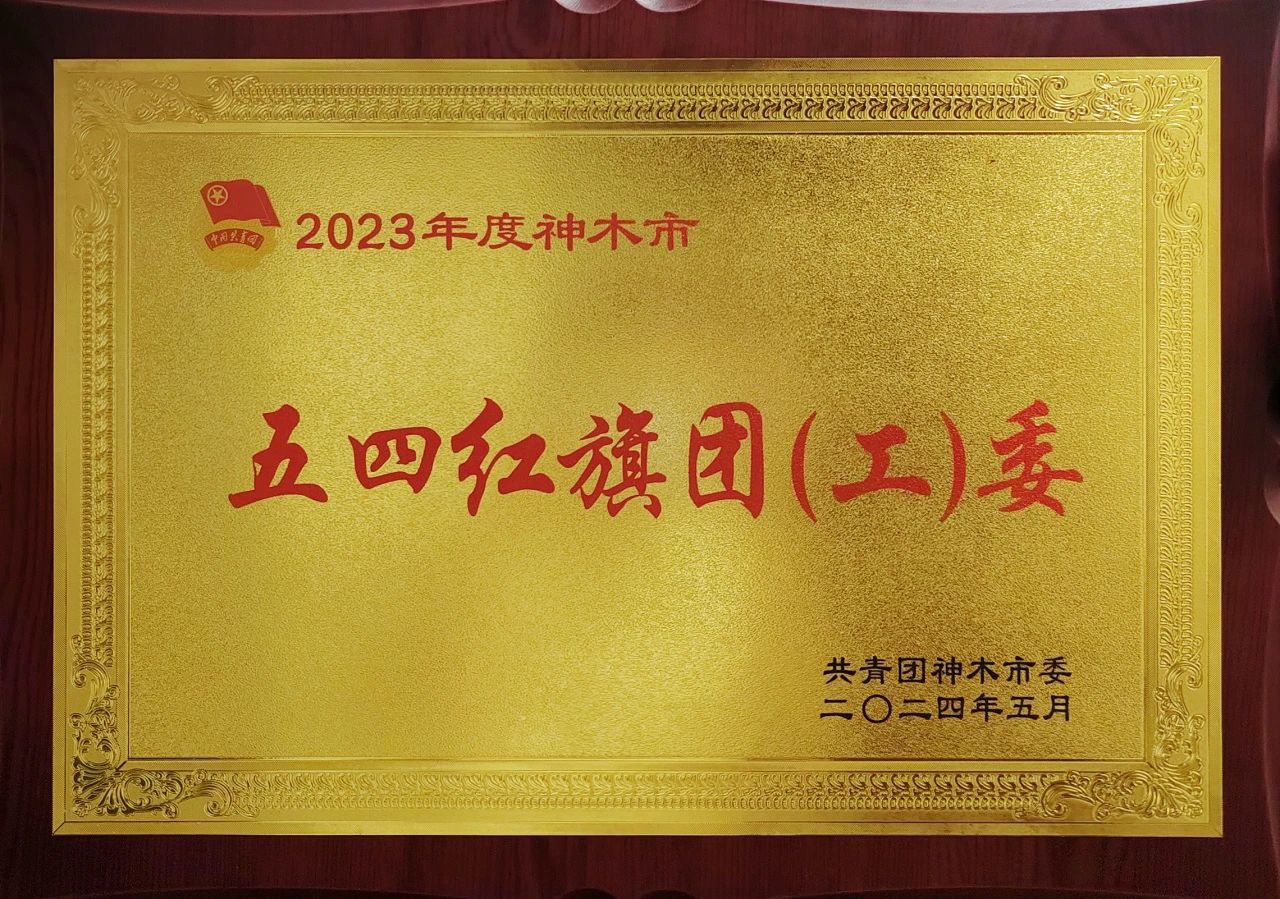 中国共青团
2023年度神木市
五四红旗团(工)委
共青团神木市委
二〇二四年五月